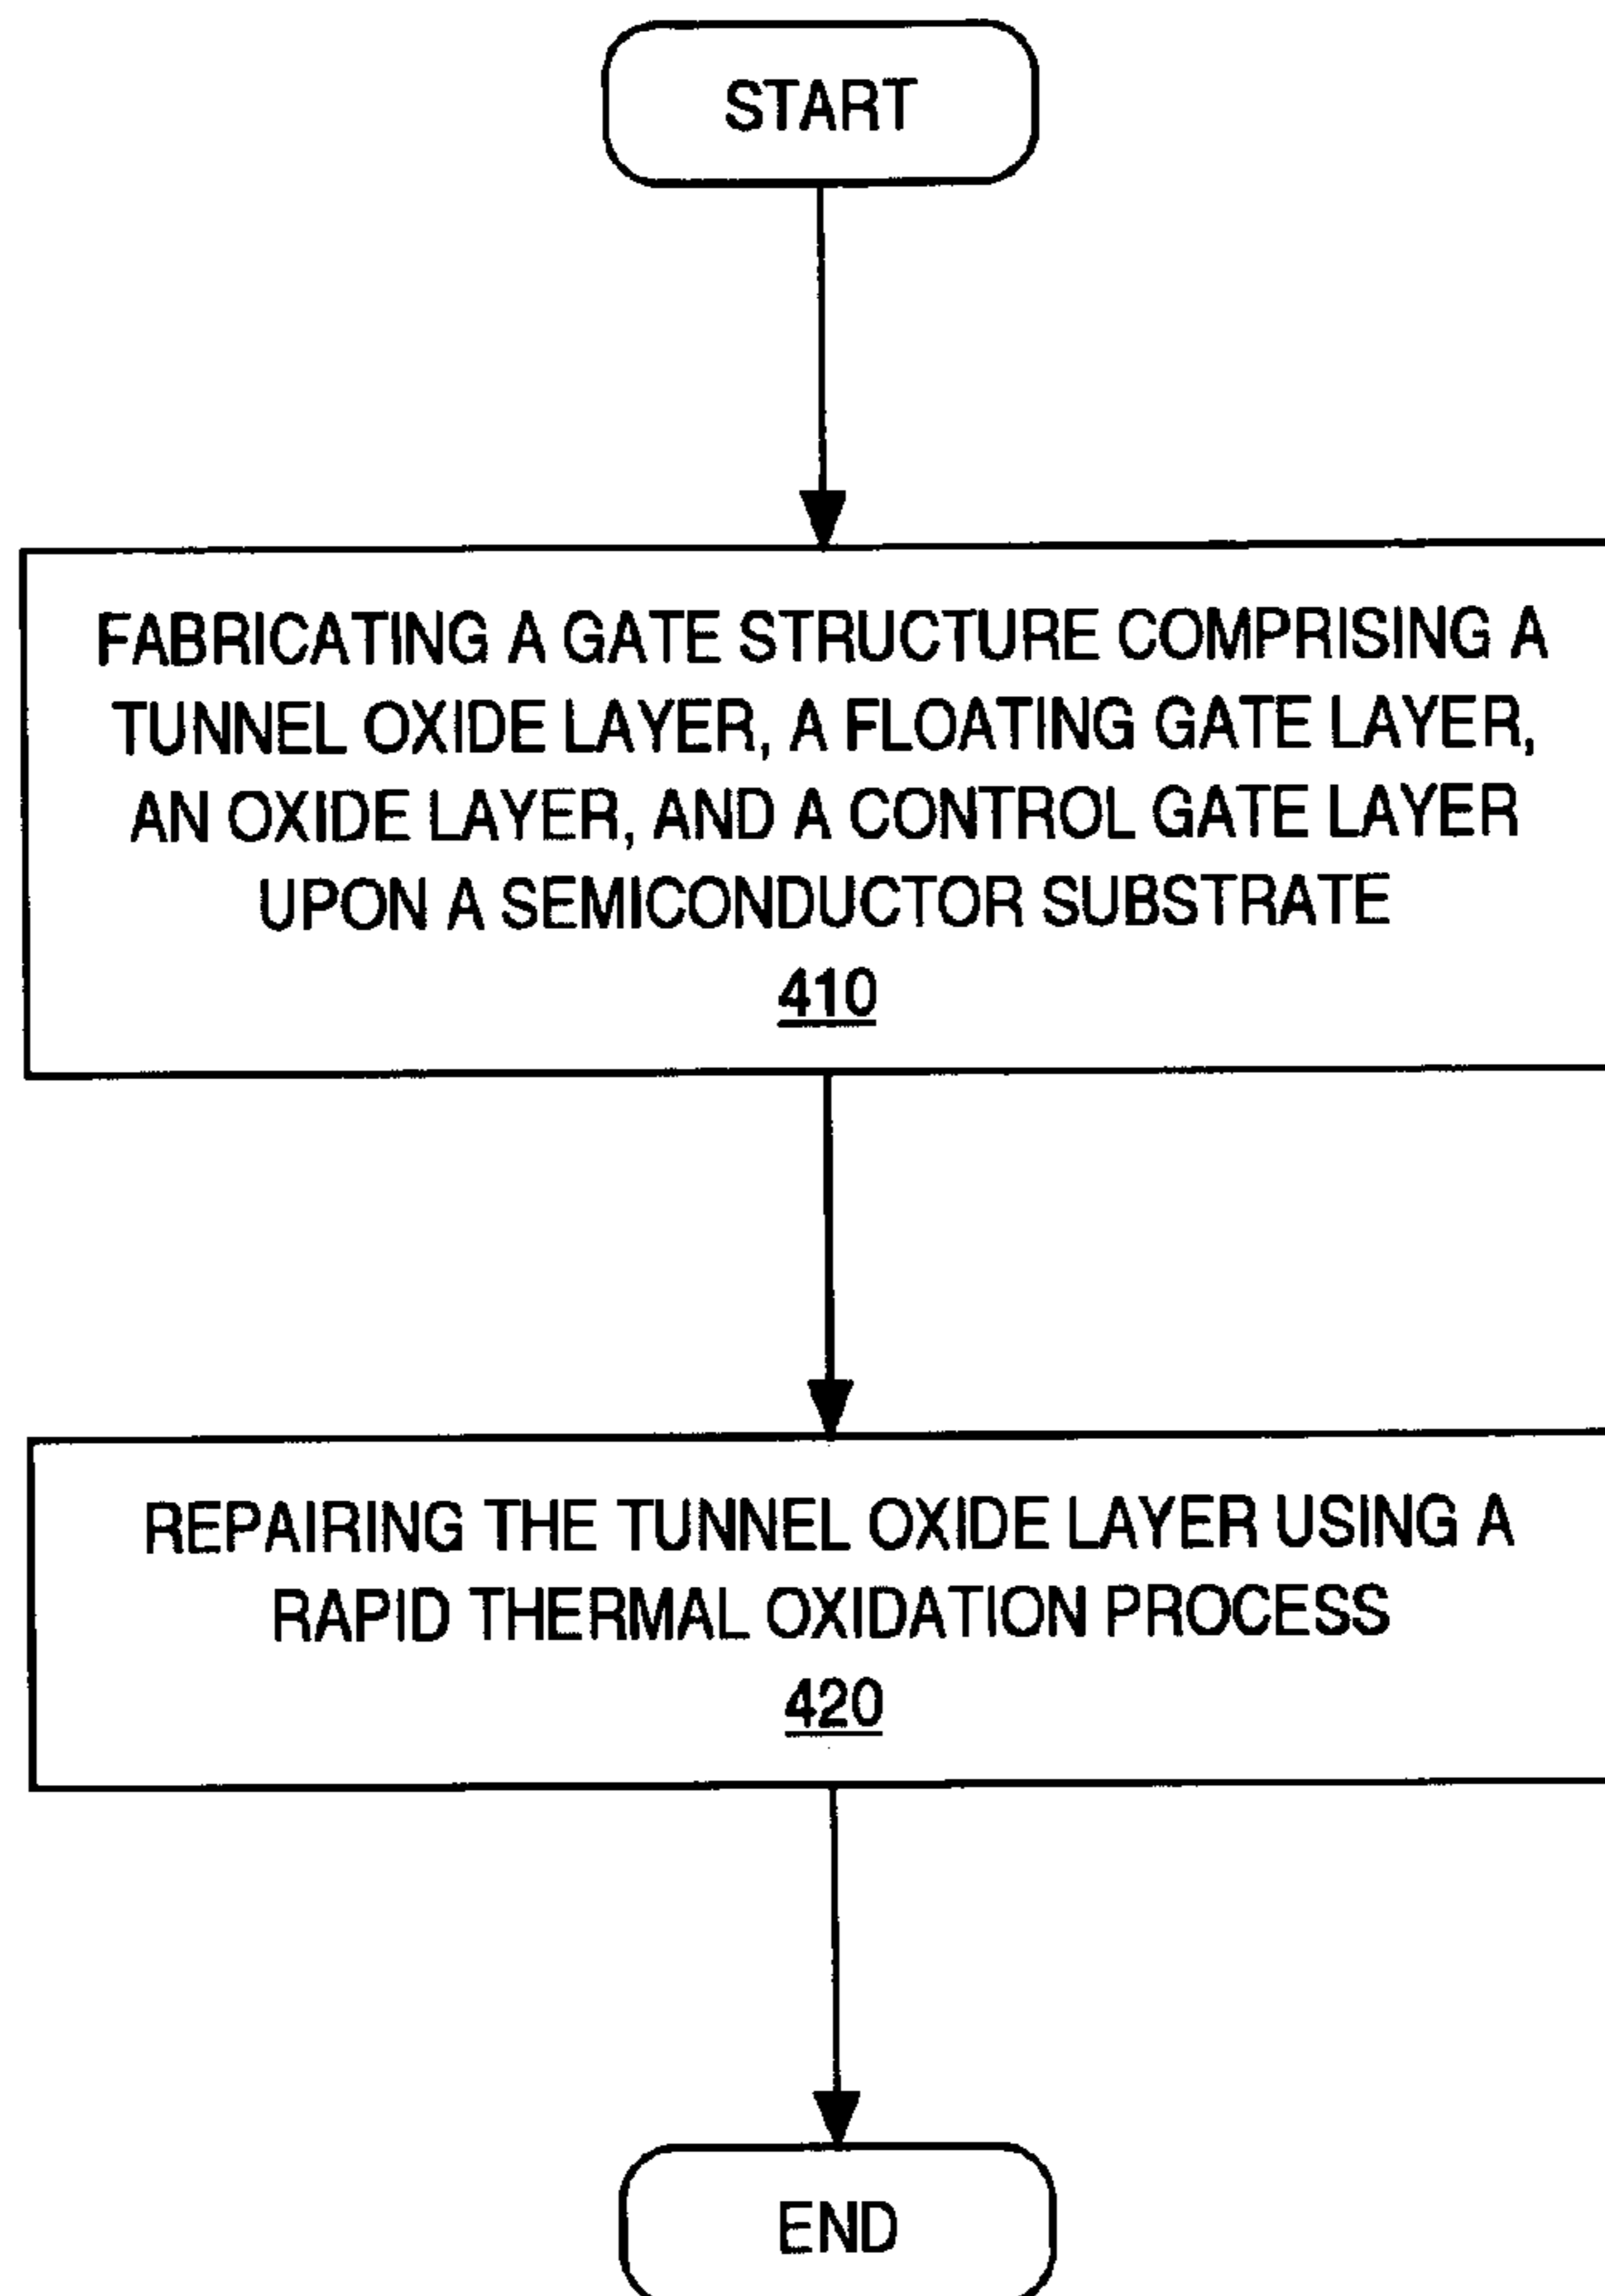 START
FABRICATING A GATE STRUCTURE COMPRISING A
TUNNEL OXIDE LAYER, A FLOATING GATE LAYER,
AN OXIDE LAYER, AND A CONTROL GATE LAYER
UPON A SEMICONDUCTOR SUBSTRATE
410
REPAIRING THE TUNNEL OXIDE LAYER USING A
RAPID THERMAL OXIDATION PROCESS
420
END